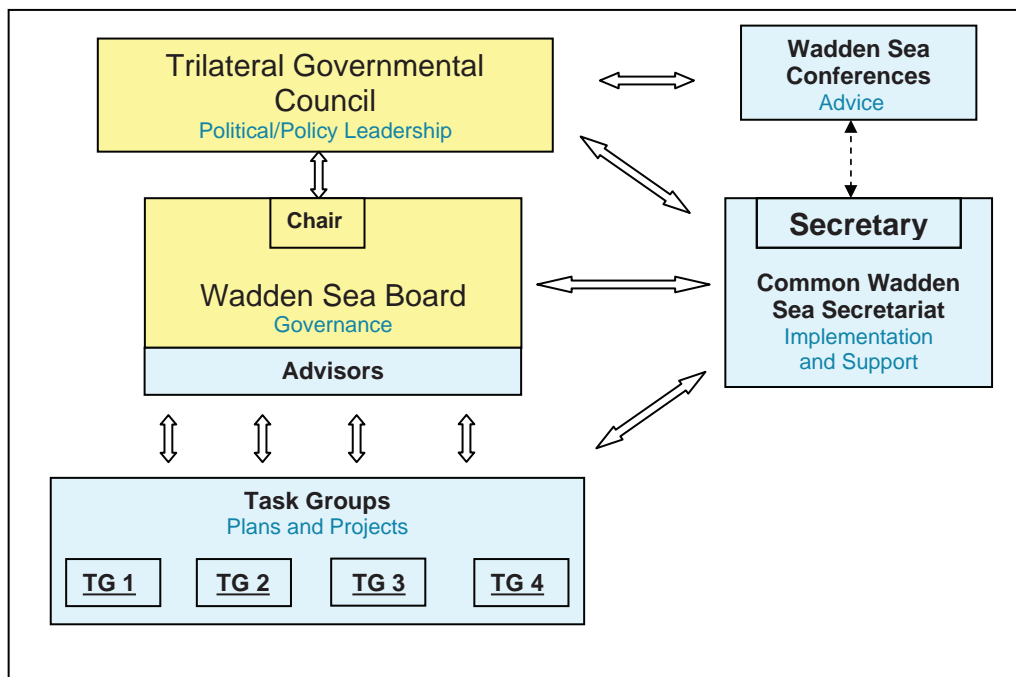 Trilateral Governmental
Council
Political/Policy Leadership
Wadden Sea
Conferences
Advice
Chair
Wadden Sea Board
Governance
Advisors
Secretary
Common Wadden
Sea Secretariat
Implementation
and Support
Task Groups
Plans and Projects
TG 1
TG 2
TG 3
TG 4